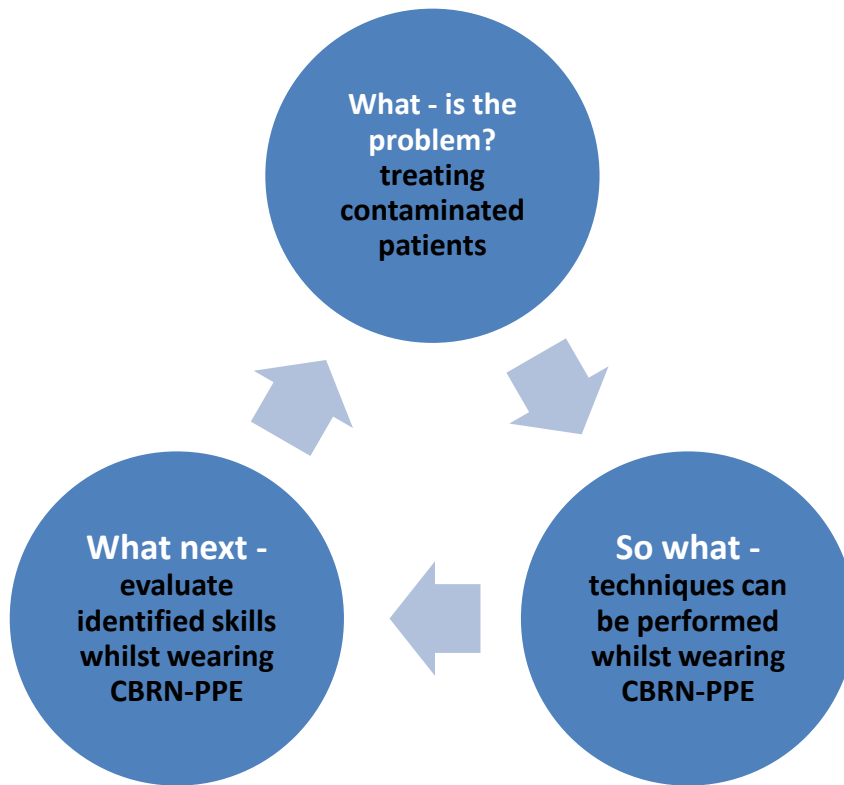 What - is the
problem?
treating
contaminated
patients
So what -
techniques can
be performed
whilst wearing
CBRN-PPE
What next -
evaluate
identified skills
whilst wearing
CBRN-PPE